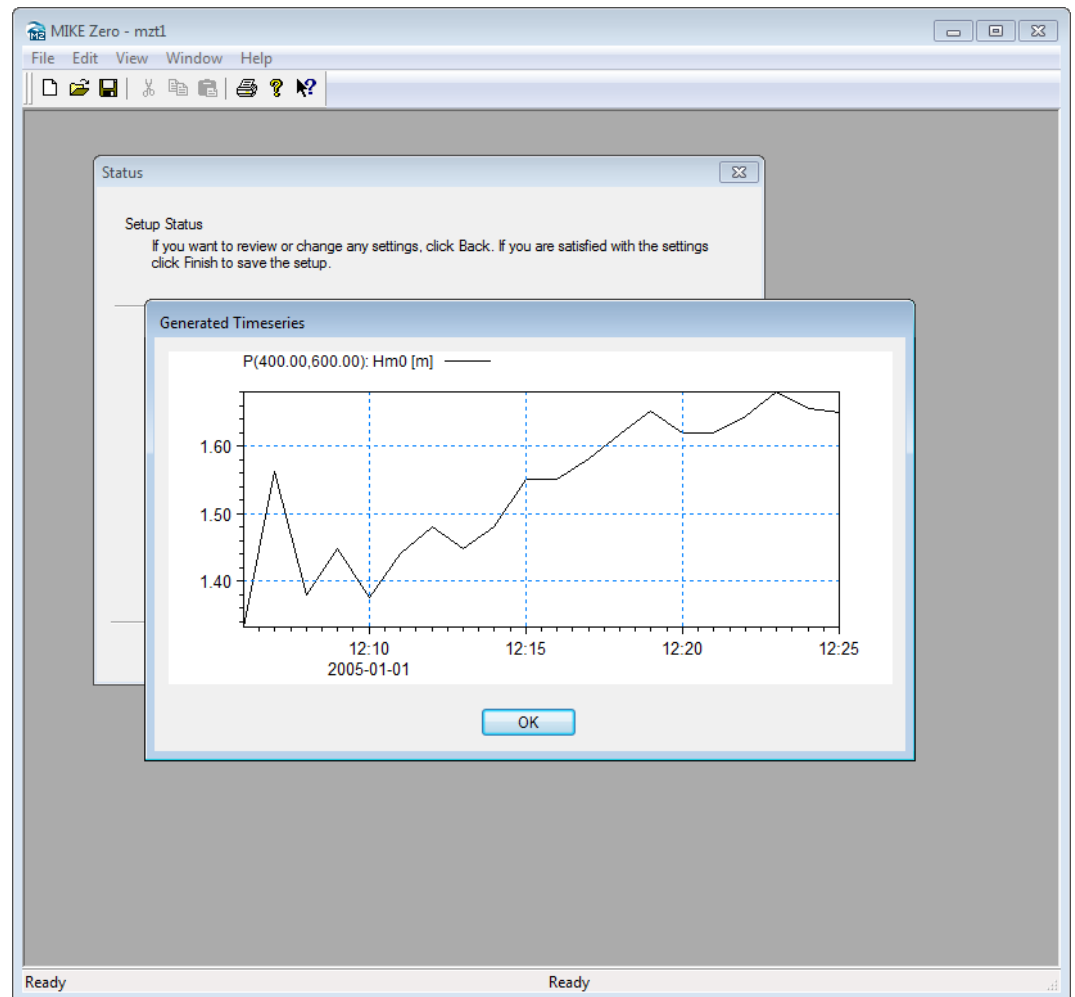 MIKE Zero - mzt1
File Edit View Window Help
Status
Setup Status
If you want to review or change any settings, click Back. If you are satisfied with the settings
click Finish to save the setup.
Generated Timeseries
P(400.00,600.00): Hm0 [m]
1.60
1.50
1.40
12:10 12:15 12:20 12:25
2005-01-01
OK
Ready Ready